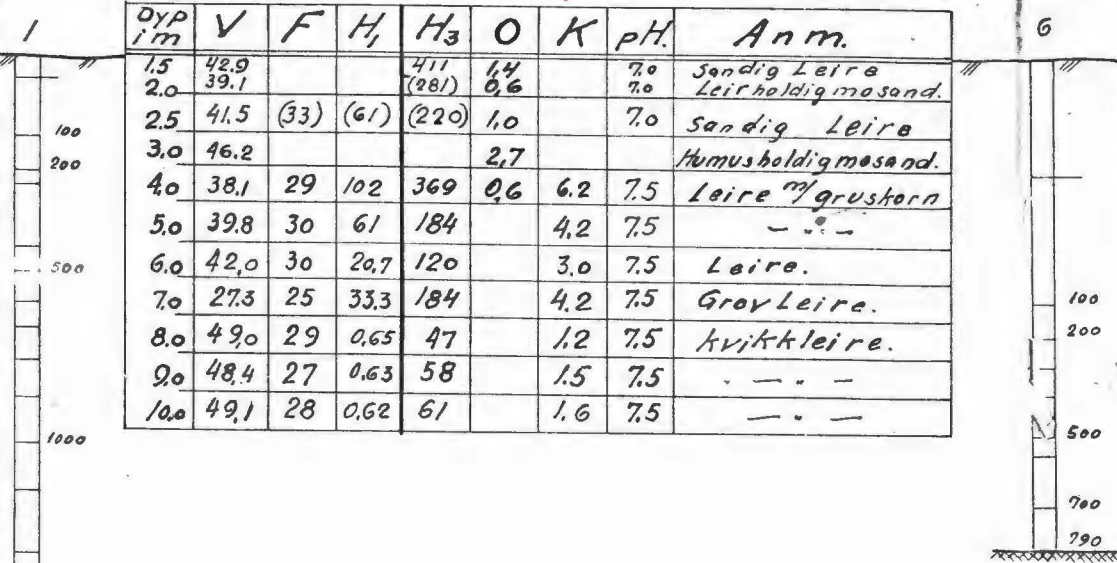 1
6
Dyp i m V F H₁ H₃ O K pH. Anm.
1.5 42.9 411 1,4 7.0 Sandig Leire
2.0 39.1 (281) 0,6 7.0 Leirholdig mosand.
2.5 41.5 (33) (61) (220) 1,0 7.0 Sandig Leire
3.0 46.2 2,7 Humusholdig mosand.
4.0 38.1 29 102 369 0,6 6.2 7.5 Leire m/gruskorn
5.0 39.8 30 61 184 4.2 7.5 — " —
6.0 42,0 30 20,7 120 3.0 7.5 Leire.
7.0 27.3 25 33.3 184 4.2 7.5 Grov Leire.
8.0 49,0 29 0,65 47 1.2 7.5 kvikkleire.
9.0 48,4 27 0.63 58 1.5 7.5 — " —
10.0 49,1 28 0,62 61 1.6 7.5 — " —
100
200
500
1000
100
200
500
700
790